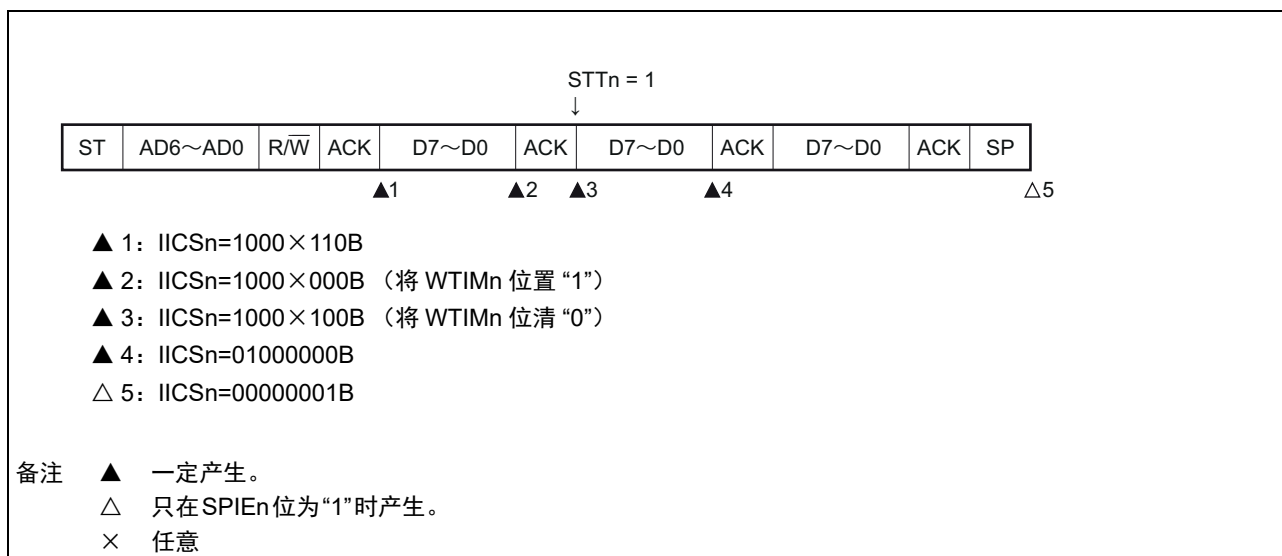 STTn = 1
↓
ST AD6～AD0 R/W̅ ACK D7～D0 ACK D7～D0 ACK D7～D0 ACK SP
▲1 ▲2 ▲3 ▲4 △5
▲ 1：IICSn=1000×110B
▲ 2：IICSn=1000×000B （将 WTIMn 位置 “1”）
▲ 3：IICSn=1000×100B （将 WTIMn 位清 “0”）
▲ 4：IICSn=01000000B
△ 5：IICSn=00000001B
备注 ▲ 一定产生。
△ 只在SPIEn位为“1”时产生。
× 任意